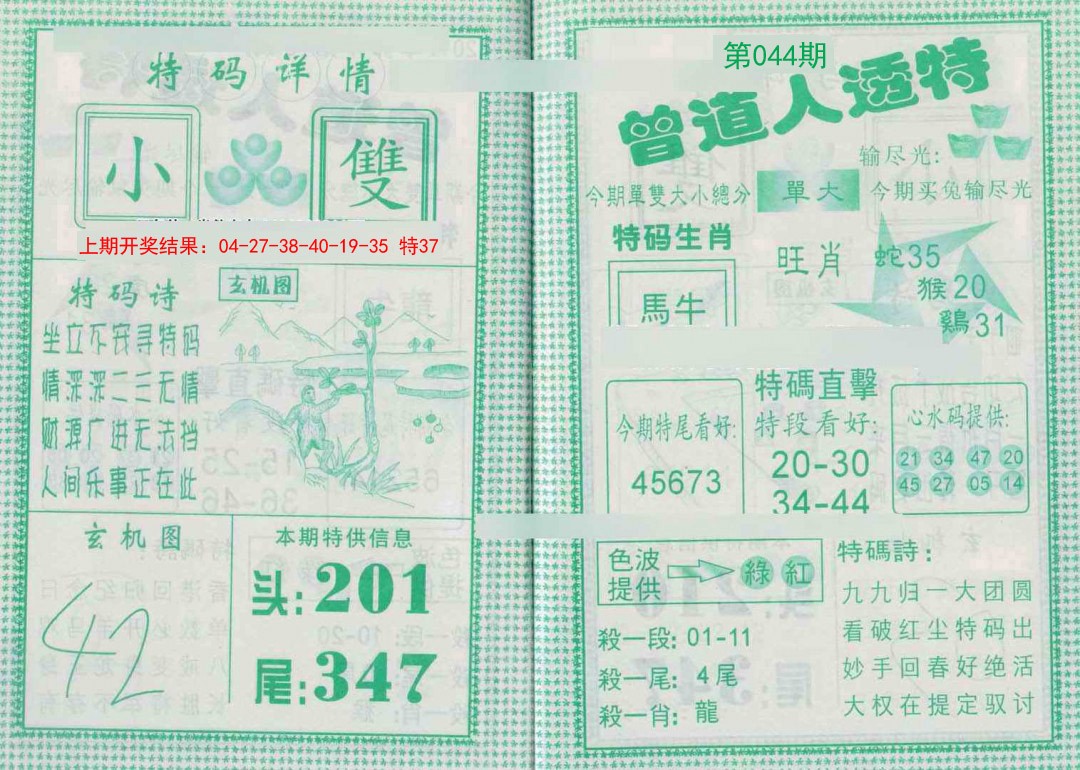 特码详情
小
雙
上期开奖结果：04-27-38-40-19-35 特37
特码诗
坐立不安寻特码
情深深二三无情
财源广进无法挡
人间乐事正在此
玄机图
玄机图
42
本期特供信息
头:201
尾:347
第044期
曾道人透特
输尽光:
今期單雙大小總分
單大
今期买兔输尽光
特码生肖
馬牛
旺肖
蛇35
猴20
鷄31
今期特尾看好:
45673
特碼直擊
特段看好:
20-30
34-44
心水码提供:
21 34 47 20
45 27 05 14
色波
提供
綠 紅
殺一段: 01-11
殺一尾: 4尾
殺一肖: 龍
特碼詩:
九九归一大团圆
看破红尘特码出
妙手回春好绝活
大权在提定驭讨